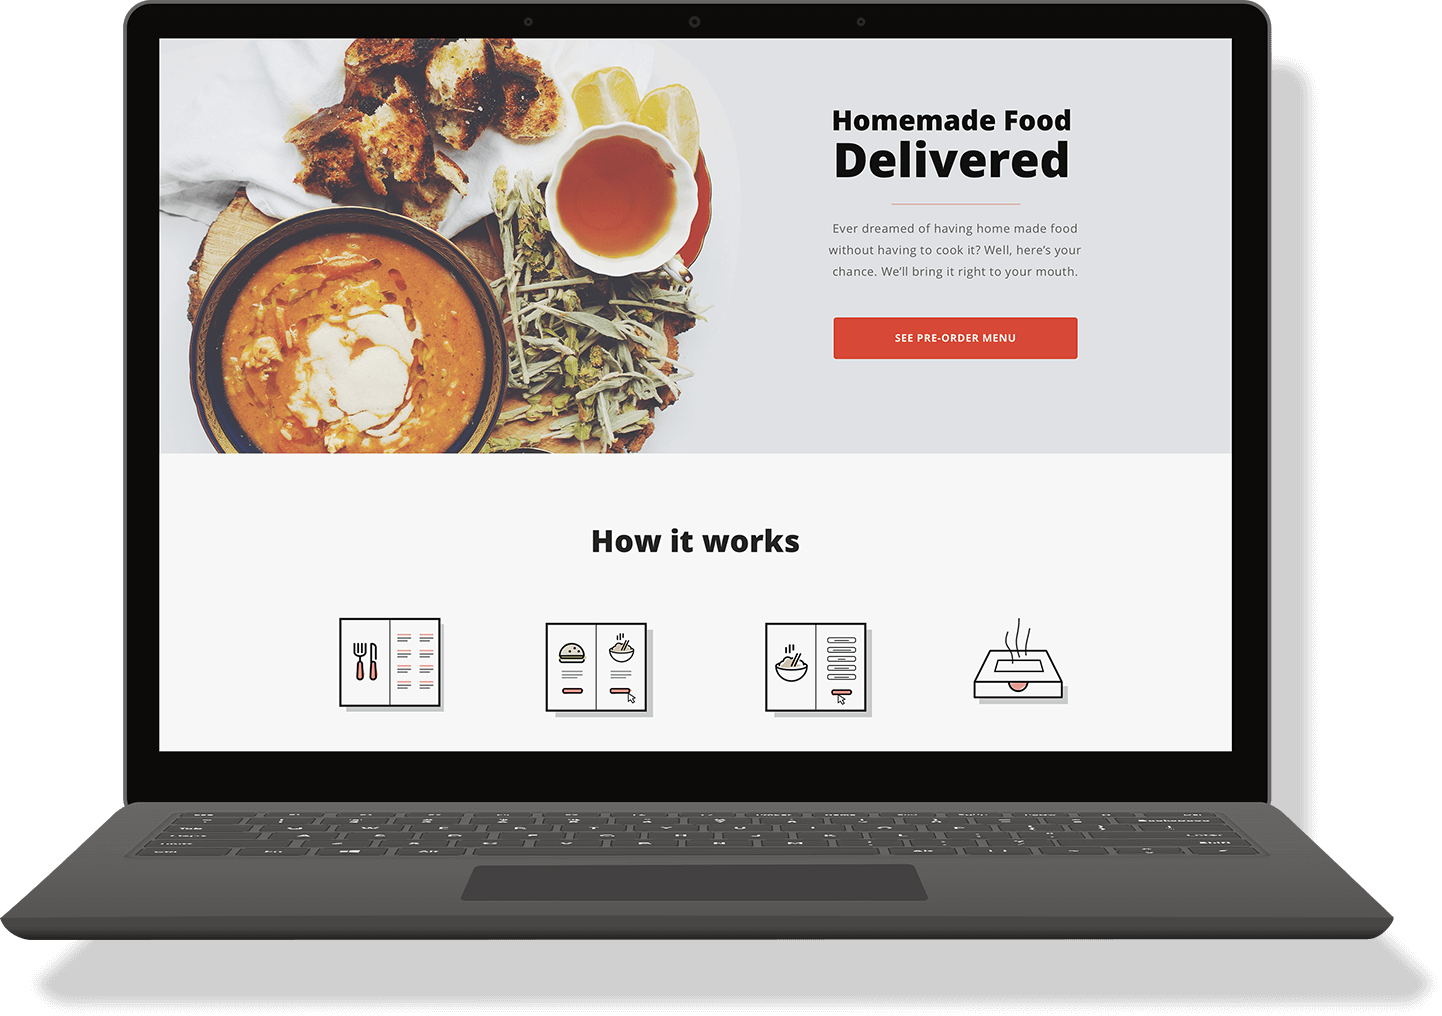 Homemade Food
Delivered
Ever dreamed of having home made food
without having to cook it? Well, here’s your
chance. We’ll bring it right to your mouth.
SEE PRE-ORDER MENU
How it works